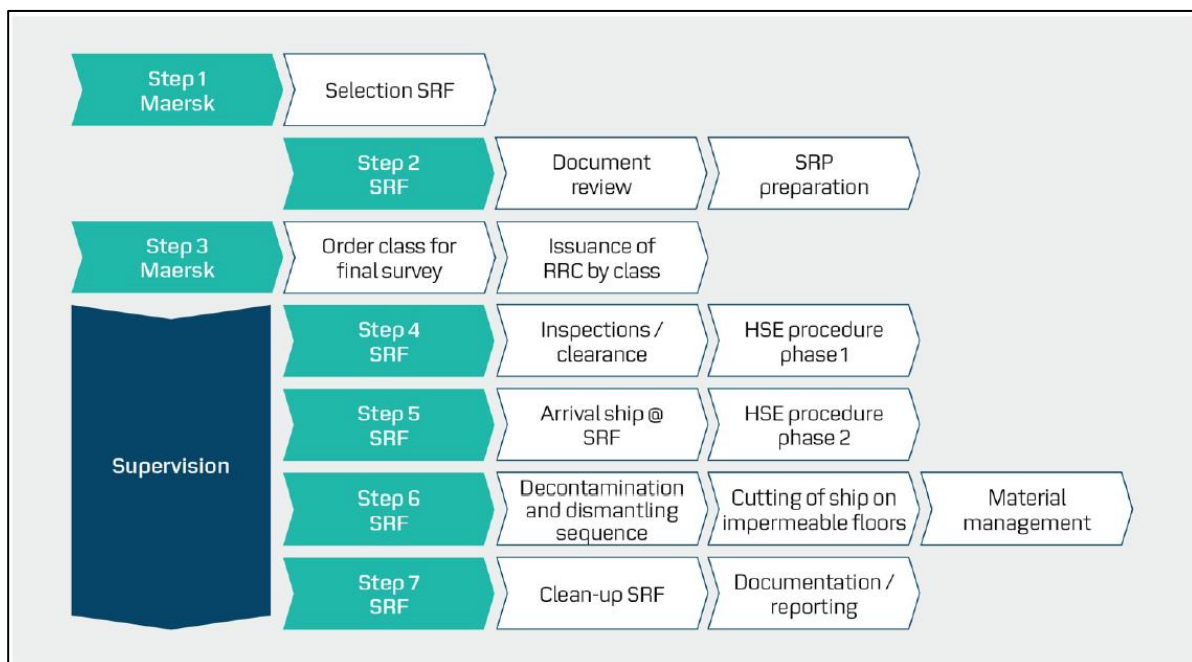 Step 1
Maersk
Selection SRF
Step 2
SRF
Document
review
SRP
preparation
Step 3
Maersk
Order class for
final survey
Issuance of
RRC by class
Supervision
Step 4
SRF
Inspections /
clearance
HSE procedure
phase 1
Step 5
SRF
Arrival ship @
SRF
HSE procedure
phase 2
Step 6
SRF
Decontamination
and dismantling
sequence
Cutting of ship on
impermeable floors
Material
management
Step 7
SRF
Clean-up SRF
Documentation /
reporting